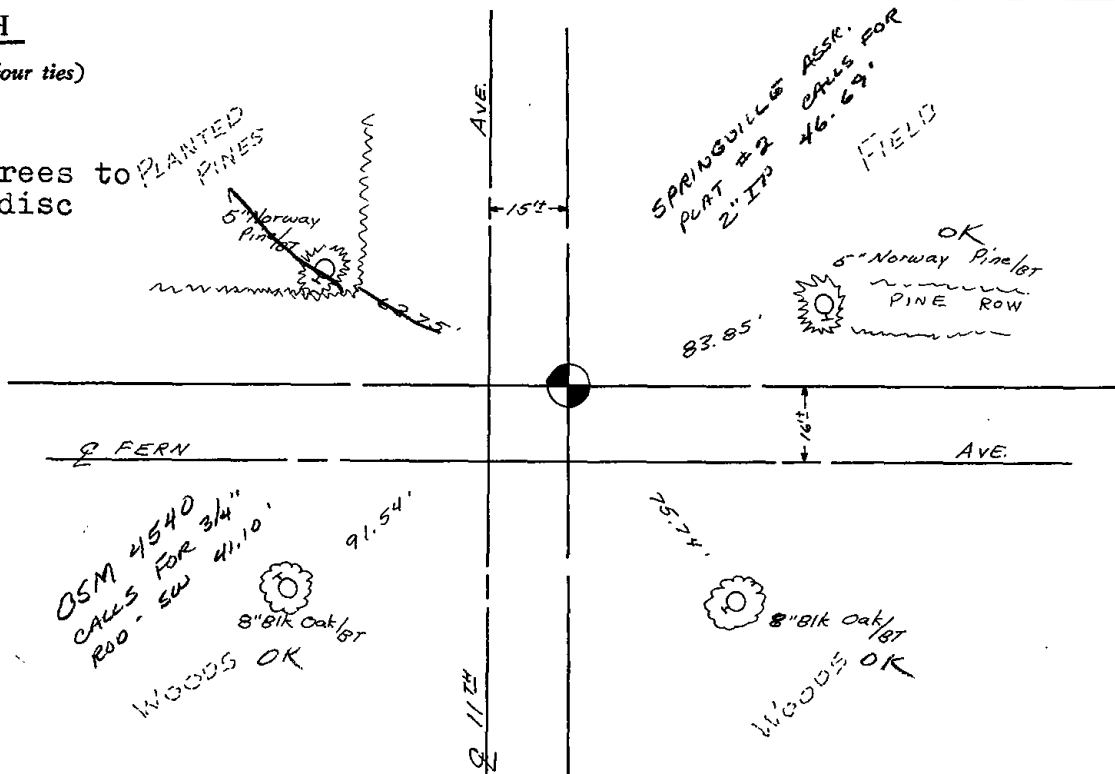 H
our ties)
rees to
disc
PLANTED
PINES
5" Norway
Pine/BT
AVE.
15'±
SPRINGVILLE ASSR.
PLAT #2 CALLS FOR
2" IP 46.69'
FIELD
OK
5" Norway Pine/BT
PINE ROW
83.85'
16'±
℄ FERN
AVE.
OSM 4540
CALLS FOR 3/4"
ROD - SW 41.10'
91.54'
8" Blk Oak/BT
WOODS OK
75.74'
8" Blk Oak/BT
WOODS OK
℄ 11TH